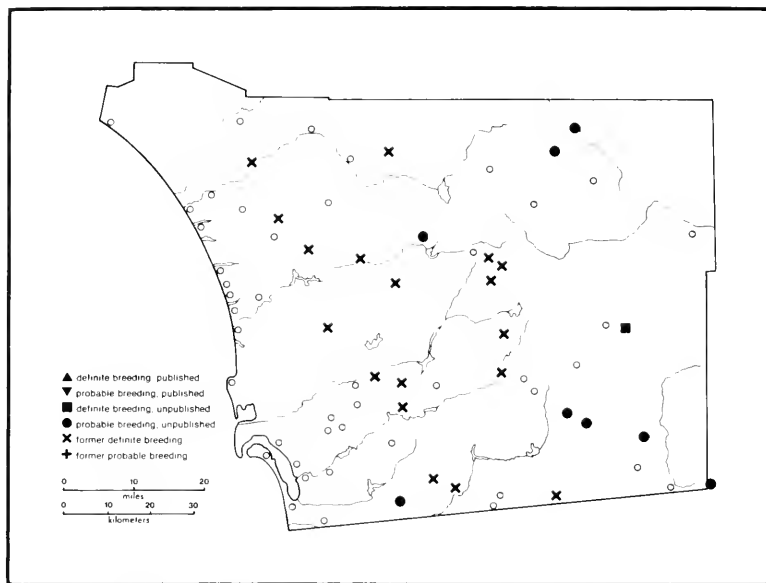 definite breeding published
probable breeding, published
definite breeding, unpublished
probable breeding, unpublished
former definite breeding
former probable breeding
0 10 20
miles
0 10 20 30
kilometers